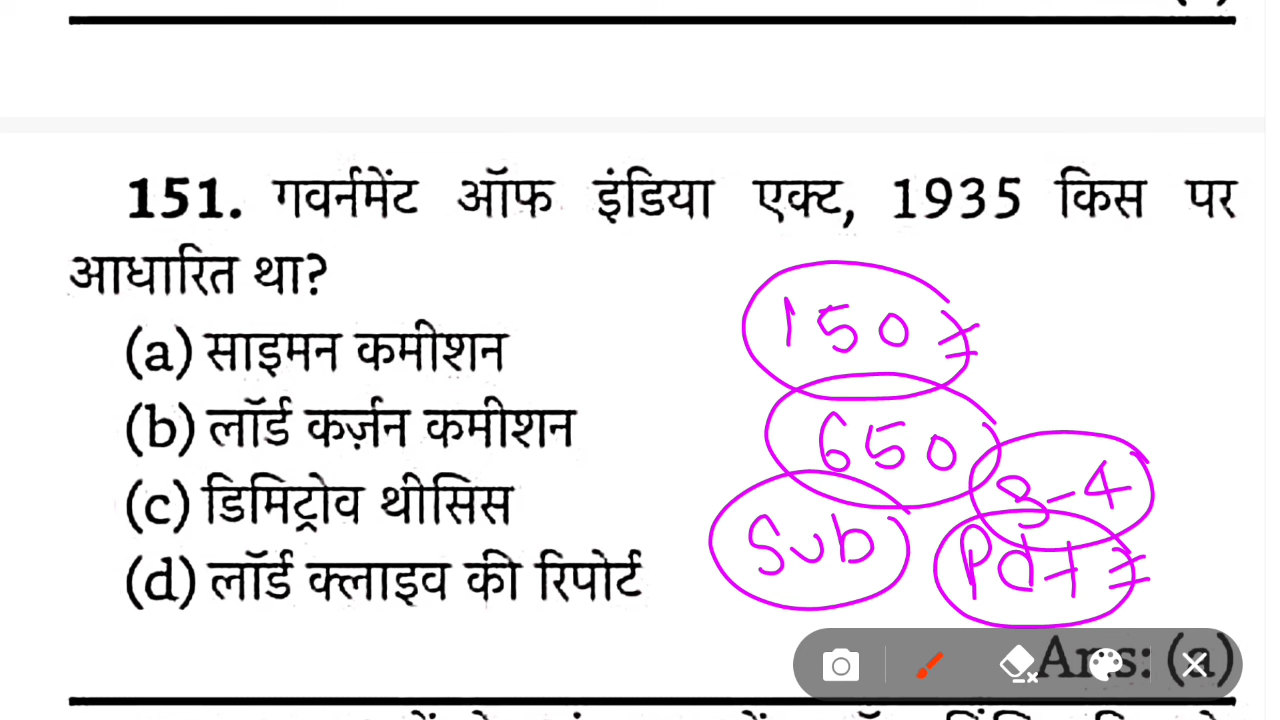 151. गवर्नमेंट ऑफ इंडिया एक्ट, 1935 किस पर
आधारित था?
(a) साइमन कमीशन
(b) लॉर्ड कर्ज़न कमीशन
(c) डिमिट्रोव थीसिस
(d) लॉर्ड क्लाइव की रिपोर्ट
150
650
3-4
Sub
Pdf
Ans: (a)